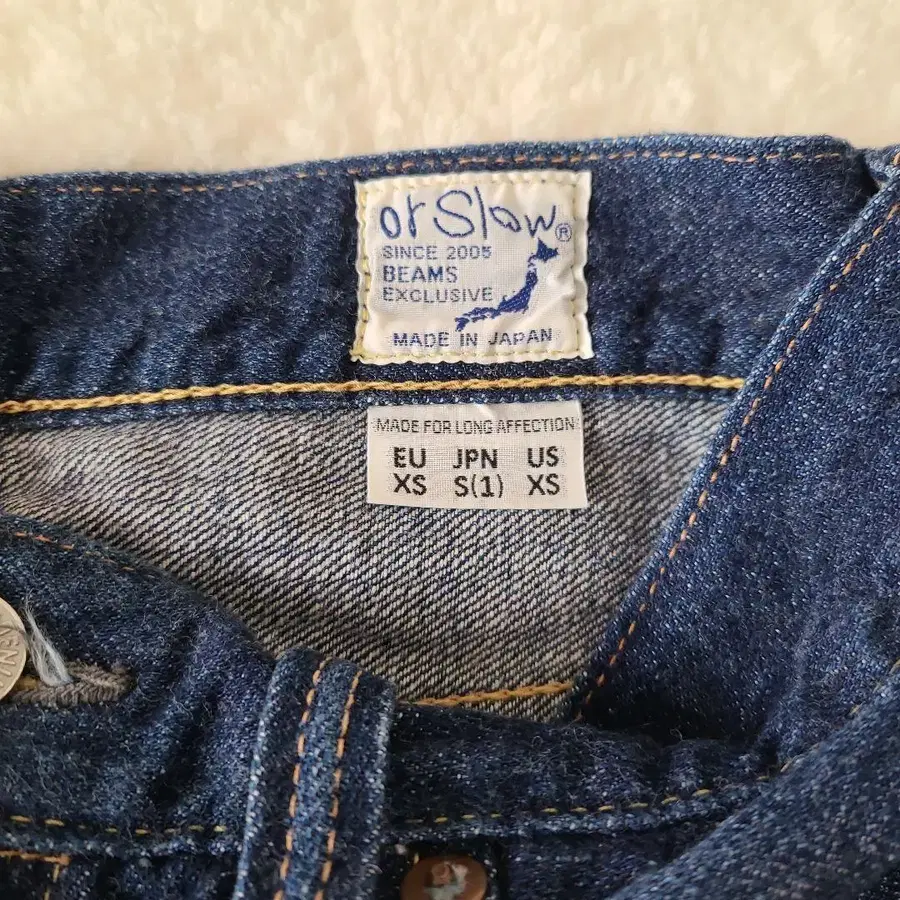 orSlow®
SINCE 2005
BEAMS
EXCLUSIVE
MADE IN JAPAN
MADE FOR LONG AFFECTION
EU JPN US
XS S(1) XS